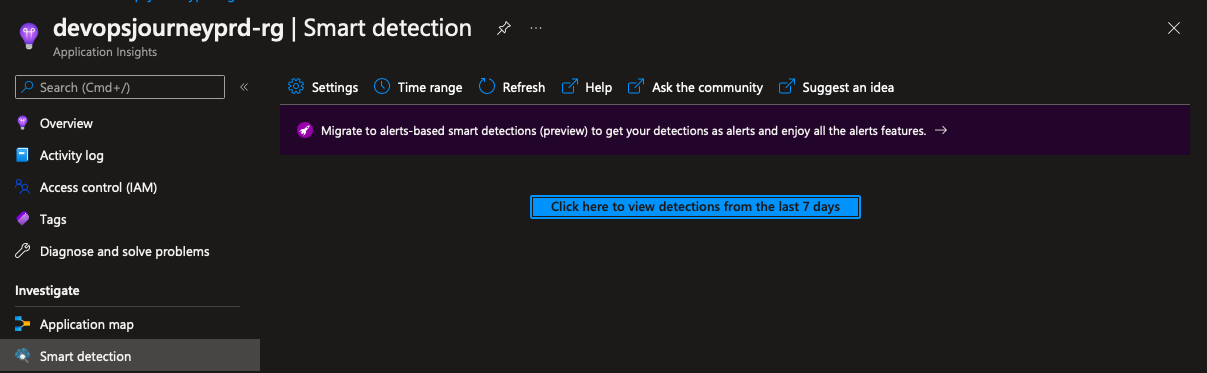 devopsjourneyprd-rg | Smart detection
Application Insights
Search (Cmd+/)
Settings
Time range
Refresh
Help
Ask the community
Suggest an idea
Migrate to alerts-based smart detections (preview) to get your detections as alerts and enjoy all the alerts features.
Click here to view detections from the last 7 days
Overview
Activity log
Access control (IAM)
Tags
Diagnose and solve problems
Investigate
Application map
Smart detection